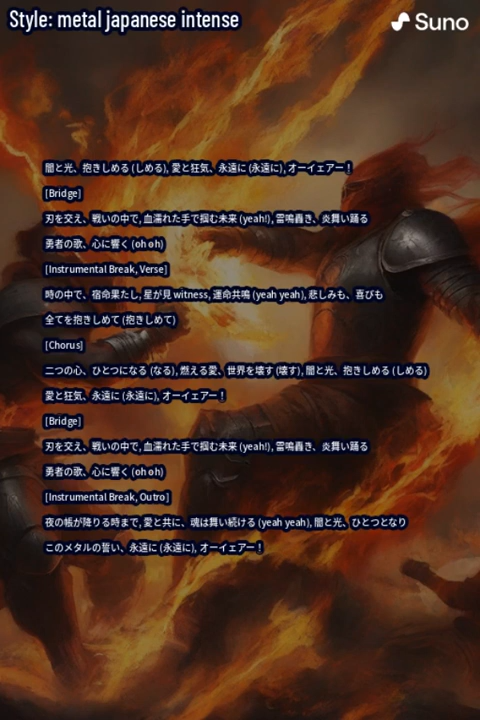 Style: metal japanese intense
Suno
闇と光、抱きしめる (しめる), 愛と狂気、永遠に (永遠に), オーイェアー！
[Bridge]
刃を交え、戦いの中で, 血濡れた手で掴む未来 (yeah!), 雷鳴轟き、炎舞い踊る
勇者の歌、心に響く (oh oh)
[Instrumental Break, Verse]
時の中で、宿命果たし, 星が見 witness, 運命共鳴 (yeah yeah), 悲しみも、喜びも
全てを抱きしめて (抱きしめて)
[Chorus]
二つの心、ひとつになる (なる), 燃える愛、世界を壊す (壊す), 闇と光、抱きしめる (しめる)
愛と狂気、永遠に (永遠に), オーイェアー！
[Bridge]
刃を交え、戦いの中で, 血濡れた手で掴む未来 (yeah!), 雷鳴轟き、炎舞い踊る
勇者の歌、心に響く (oh oh)
[Instrumental Break, Outro]
夜の帳が降りる時まで, 愛と共に、魂は舞い続ける (yeah yeah), 闇と光、ひとつとなり
このメタルの誓い、永遠に (永遠に), オーイェアー！